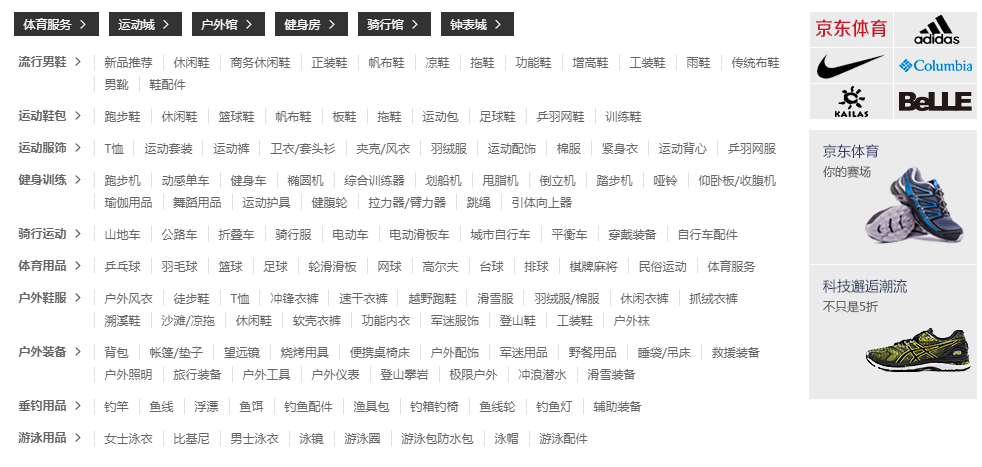 体育服务 > 运动城 > 户外馆 > 健身房 > 骑行馆 > 钟表城 >
流行男鞋 > 新品推荐 休闲鞋 商务休闲鞋 正装鞋 帆布鞋 凉鞋 拖鞋 功能鞋 增高鞋 工装鞋 雨鞋 传统布鞋
男靴 鞋配件
运动鞋包 > 跑步鞋 休闲鞋 篮球鞋 帆布鞋 板鞋 拖鞋 运动包 足球鞋 乒羽网鞋 训练鞋
运动服饰 > T恤 运动套装 运动裤 卫衣/套头衫 夹克/风衣 羽绒服 运动配饰 棉服 紧身衣 运动背心 乒羽网服
健身训练 > 跑步机 动感单车 健身车 椭圆机 综合训练器 划船机 甩脂机 倒立机 踏步机 哑铃 仰卧板/收腹机
瑜伽用品 舞蹈用品 运动护具 健腹轮 拉力器/臂力器 跳绳 引体向上器
骑行运动 > 山地车 公路车 折叠车 骑行服 电动车 电动滑板车 城市自行车 平衡车 穿戴装备 自行车配件
体育用品 > 乒乓球 羽毛球 篮球 足球 轮滑滑板 网球 高尔夫 台球 排球 棋牌麻将 民俗运动 体育服务
户外鞋服 > 户外风衣 徒步鞋 T恤 冲锋衣裤 速干衣裤 越野跑鞋 滑雪服 羽绒服/棉服 休闲衣裤 抓绒衣裤
溯溪鞋 沙滩/凉拖 休闲鞋 软壳衣裤 功能内衣 军迷服饰 登山鞋 工装鞋 户外袜
户外装备 > 背包 帐篷/垫子 望远镜 烧烤用具 便携桌椅床 户外配饰 军迷用品 野餐用品 睡袋/吊床 救援装备
户外照明 旅行装备 户外工具 户外仪表 登山攀岩 极限户外 冲浪潜水 滑雪装备
垂钓用品 > 钓竿 鱼线 浮漂 鱼饵 钓鱼配件 渔具包 钓箱钓椅 鱼线轮 钓鱼灯 辅助装备
游泳用品 > 女士泳衣 比基尼 男士泳衣 泳镜 游泳圈 游泳包防水包 泳帽 游泳配件
京东体育 adidas
Columbia
KAILAS BeLLE
京东体育
你的赛场
科技邂逅潮流
不只是5折